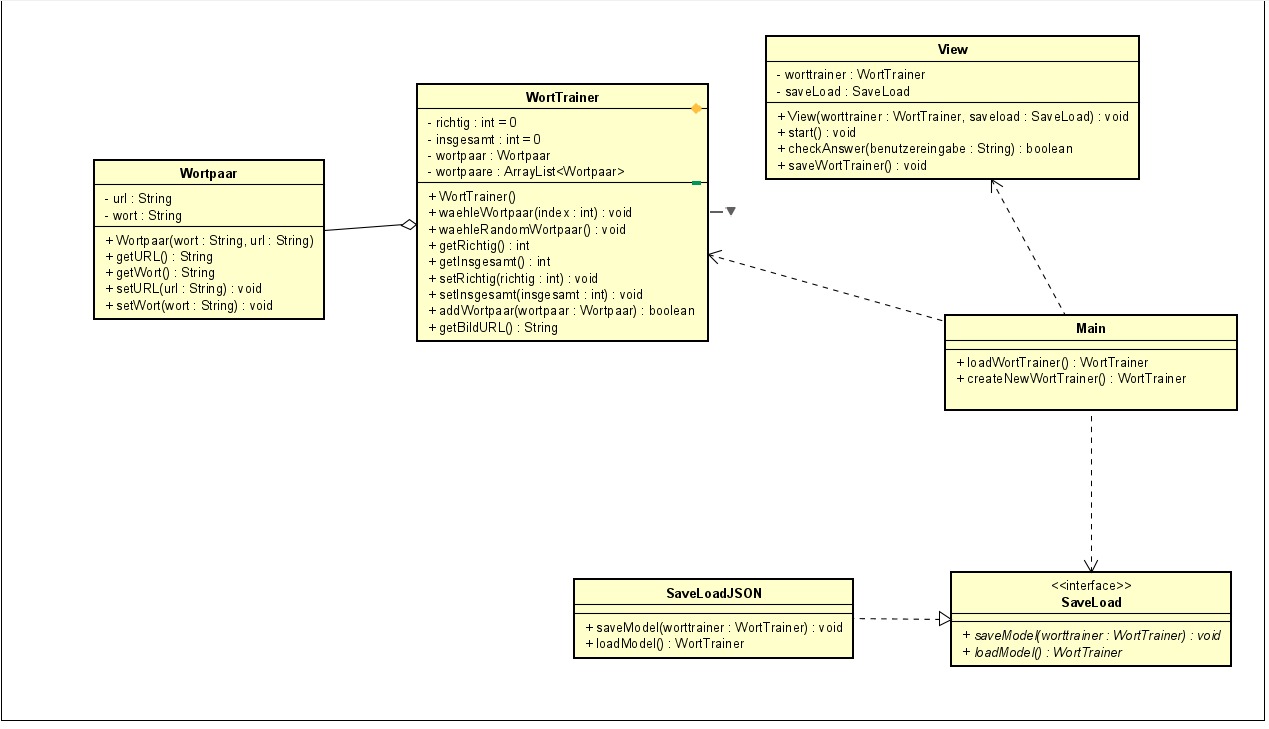 Wortpaar
- url : String
- wort : String
+ Wortpaar(wort : String, url : String)
+ getURL() : String
+ getWort() : String
+ setURL(url : String) : void
+ setWort(wort : String) : void
WortTrainer
- richtig : int = 0
- insgesamt : int = 0
- wortpaar : Wortpaar
- wortpaare : ArrayList<Wortpaar>
+ WortTrainer()
+ waehleWortpaar(index : int) : void
+ waehleRandomWortpaar() : void
+ getRichtig() : int
+ getInsgesamt() : int
+ setRichtig(richtig : int) : void
+ setInsgesamt(insgesamt : int) : void
+ addWortpaar(wortpaar : Wortpaar) : boolean
+ getBildURL() : String
View
- worttrainer : WortTrainer
- saveLoad : SaveLoad
+ View(worttrainer : WortTrainer, saveload : SaveLoad) : void
+ start() : void
+ checkAnswer(benutzereingabe : String) : boolean
+ saveWortTrainer() : void
Main
+ loadWortTrainer() : WortTrainer
+ createNewWortTrainer() : WortTrainer
SaveLoadJSON
+ saveModel(worttrainer : WortTrainer) : void
+ loadModel() : WortTrainer
<<interface>>
SaveLoad
+ saveModel(worttrainer : WortTrainer) : void
+ loadModel() : WortTrainer